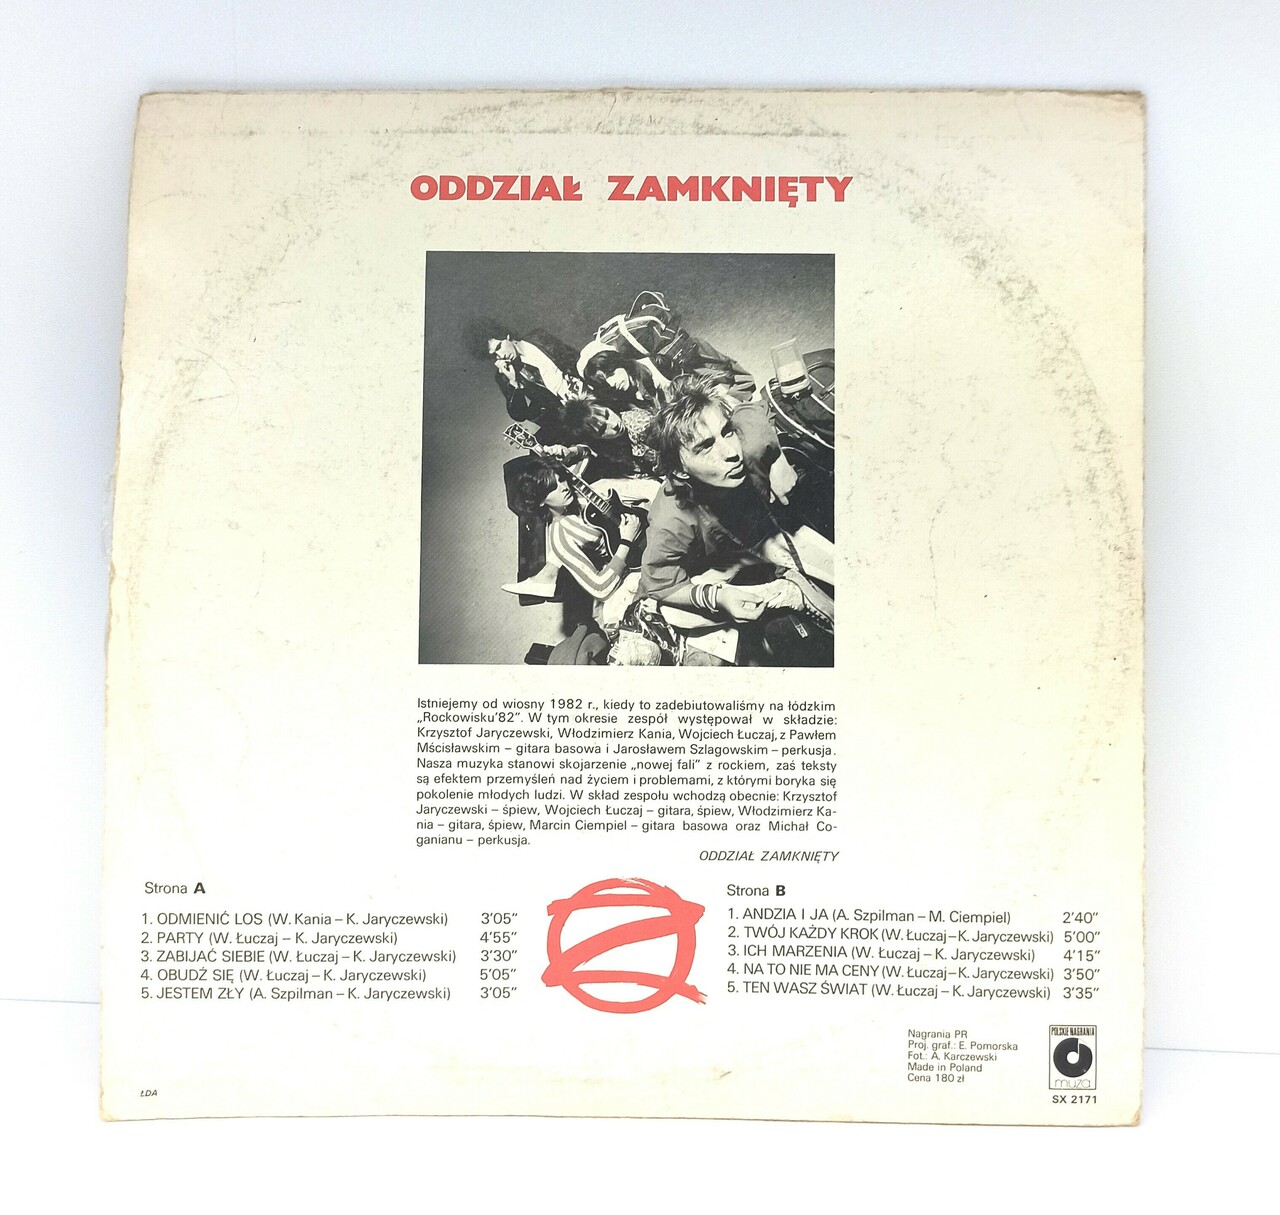 ODDZIAŁ ZAMKNIĘTY
Istniejemy od wiosny 1982 r., kiedy to zadebiutowaliśmy na łódzkim
„Rockowisku'82”. W tym okresie zespół występował w składzie:
Krzysztof Jaryczewski, Włodzimierz Kania, Wojciech Łuczaj, z Pawłem
Mścisławskim – gitara basowa i Jarosławem Szlagowskim – perkusja.
Nasza muzyka stanowi skojarzenie „nowej fali” z rockiem, zaś teksty
są efektem przemyśleń nad życiem i problemami, z którymi boryka się
pokolenie młodych ludzi. W skład zespołu wchodzą obecnie: Krzysztof
Jaryczewski – śpiew, Wojciech Łuczaj – gitara, śpiew, Włodzimierz Ka-
nia – gitara, śpiew, Marcin Ciempiel – gitara basowa oraz Michał Co-
ganianu – perkusja.
ODDZIAŁ ZAMKNIĘTY
Strona A
1. ODMIENIĆ LOS (W. Kania – K. Jaryczewski) 3'05”
2. PARTY (W. Łuczaj – K. Jaryczewski) 4'55”
3. ZABIJAĆ SIEBIE (W. Łuczaj – K. Jaryczewski) 3'30”
4. OBUDŹ SIĘ (W. Łuczaj – K. Jaryczewski) 5'05”
5. JESTEM ZŁY (A. Szpilman – K. Jaryczewski) 3'05”
Strona B
1. ANDZIA I JA (A. Szpilman – M. Ciempiel) 2'40”
2. TWÓJ KAŻDY KROK (W. Łuczaj – K. Jaryczewski) 5'00”
3. ICH MARZENIA (W. Łuczaj – K. Jaryczewski) 4'15”
4. NA TO NIE MA CENY (W. Łuczaj – K. Jaryczewski) 3'50”
5. TEN WASZ ŚWIAT (W. Łuczaj – K. Jaryczewski) 3'35”
Nagrania PR
Proj. graf.: E. Pomorska
Fot.: A. Karczewski
Made in Poland
Cena 180 zł
POLSKIE NAGRANIA
muza
SX 2171
ŁDA